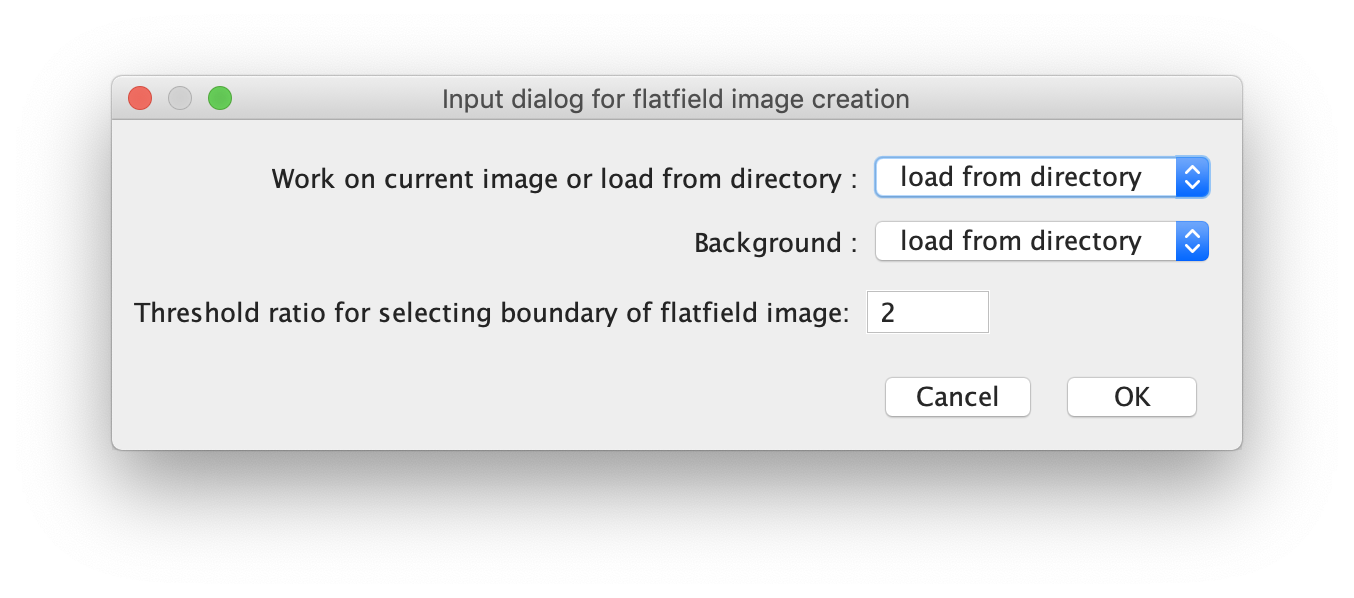 Input dialog for flatfield image creation
Work on current image or load from directory : load from directory
Background : load from directory
Threshold ratio for selecting boundary of flatfield image: 2
Cancel OK